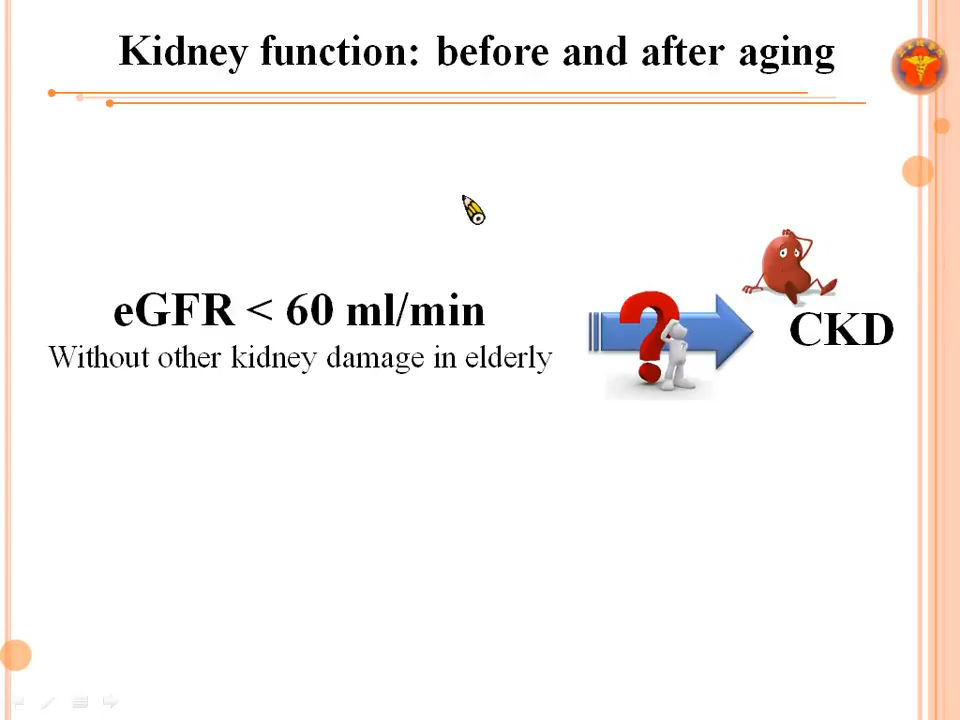 Kidney function: before and after aging
eGFR < 60 ml/min
Without other kidney damage in elderly
?
CKD